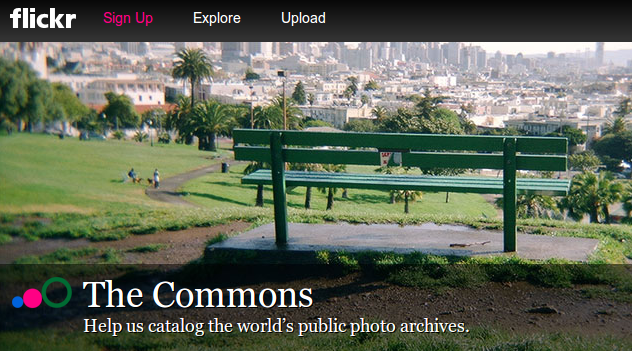 flickr Sign Up Explore Upload
The Commons
Help us catalog the world's public photo archives.